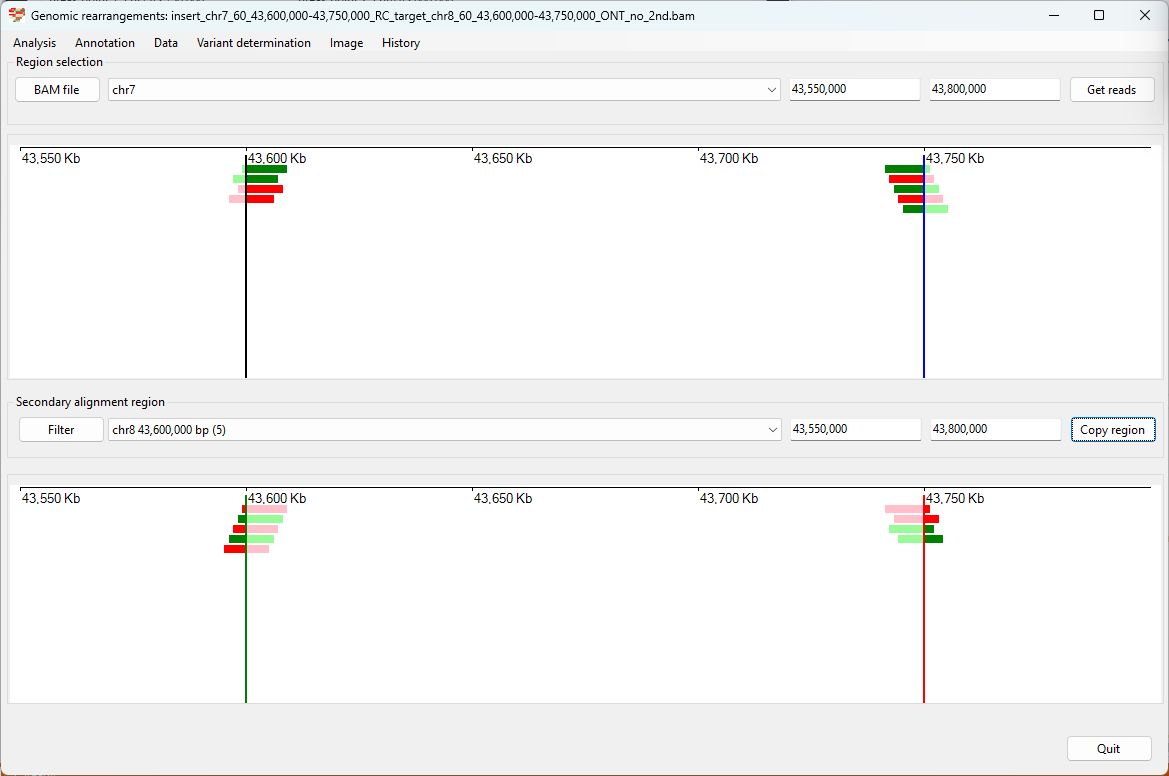 Genomic rearrangements: insert_chr7_60_43,600,000-43,750,000_RC_target_chr8_60_43,600,000-43,750,000_ONT_no_2nd.bam
Analysis Annotation Data Variant determination Image History
Region selection
BAM file chr7 43,550,000 43,800,000 Get reads
43,550 Kb 43,600 Kb 43,650 Kb 43,700 Kb 43,750 Kb
Secondary alignment region
Filter chr8 43,600,000 bp (5) 43,550,000 43,800,000 Copy region
43,550 Kb 43,600 Kb 43,650 Kb 43,700 Kb 43,750 Kb
Quit